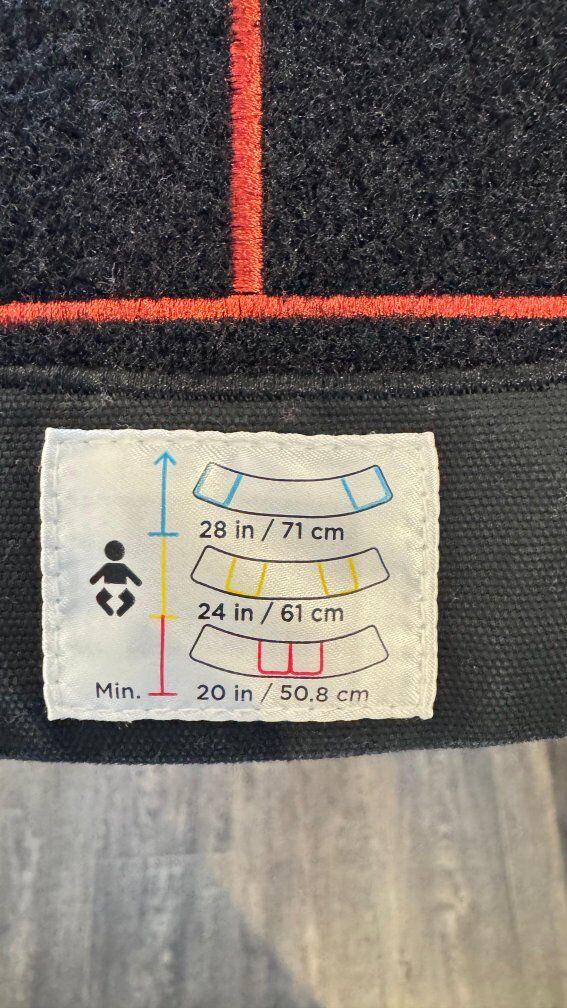 28 in / 71 cm
24 in / 61 cm
Min. 20 in / 50.8 cm